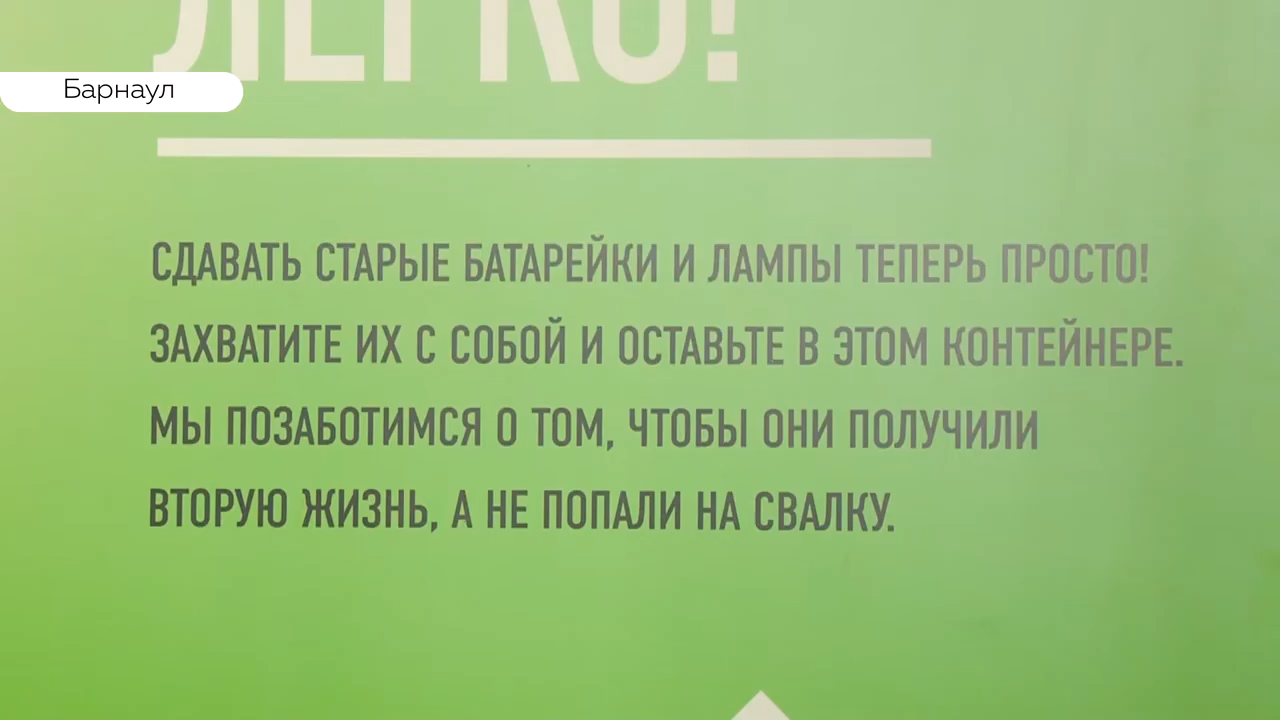 ЛЕГКО!
Барнаул
СДАВАТЬ СТАРЫЕ БАТАРЕЙКИ И ЛАМПЫ ТЕПЕРЬ ПРОСТО!
ЗАХВАТИТЕ ИХ С СОБОЙ И ОСТАВЬТЕ В ЭТОМ КОНТЕЙНЕРЕ.
МЫ ПОЗАБОТИМСЯ О ТОМ, ЧТОБЫ ОНИ ПОЛУЧИЛИ
ВТОРУЮ ЖИЗНЬ, А НЕ ПОПАЛИ НА СВАЛКУ.